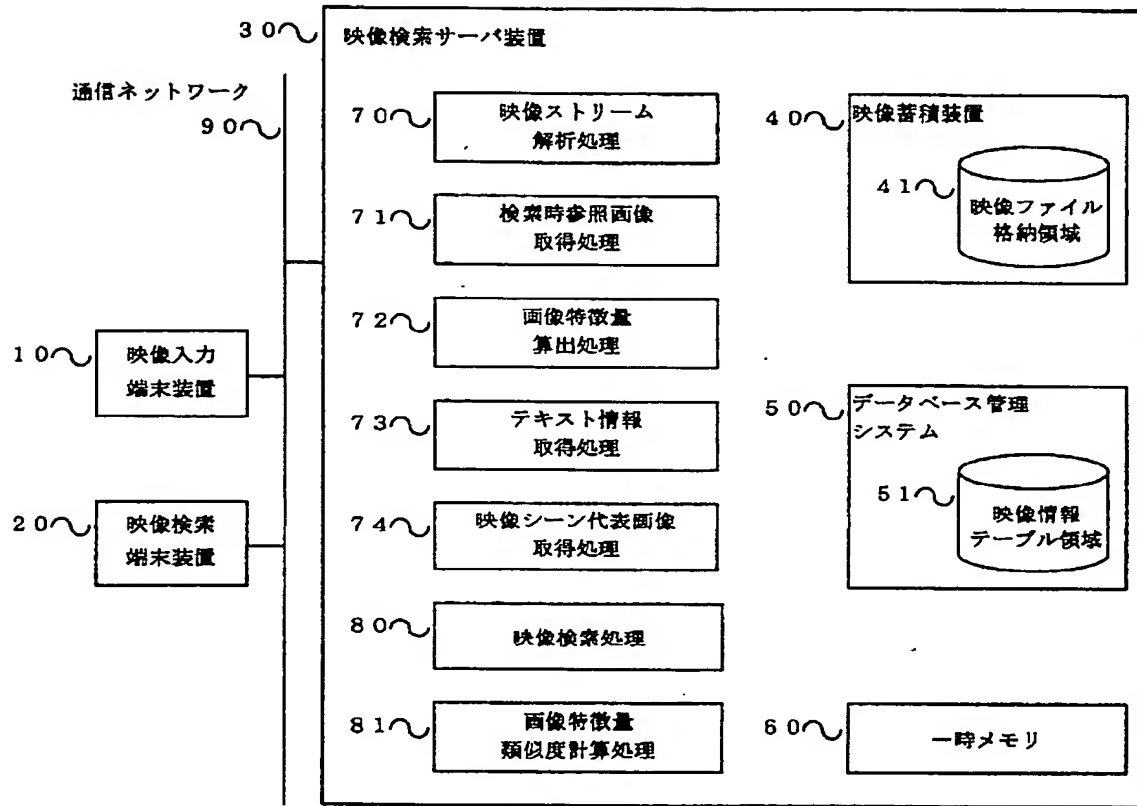 30
映像検索サーバ装置
通信ネットワーク
90
70
映像ストリーム
解析処理
40
映像蓄積装置
41
映像ファイル
格納領域
71
検索時参照画像
取得処理
72
画像特徴量
算出処理
10
映像入力
端末装置
73
テキスト情報
取得処理
50
データベース管理
システム
51
映像情報
テーブル領域
20
映像検索
端末装置
74
映像シーン代表画像
取得処理
80
映像検索処理
81
画像特徴量
類似度計算処理
60
一時メモリ